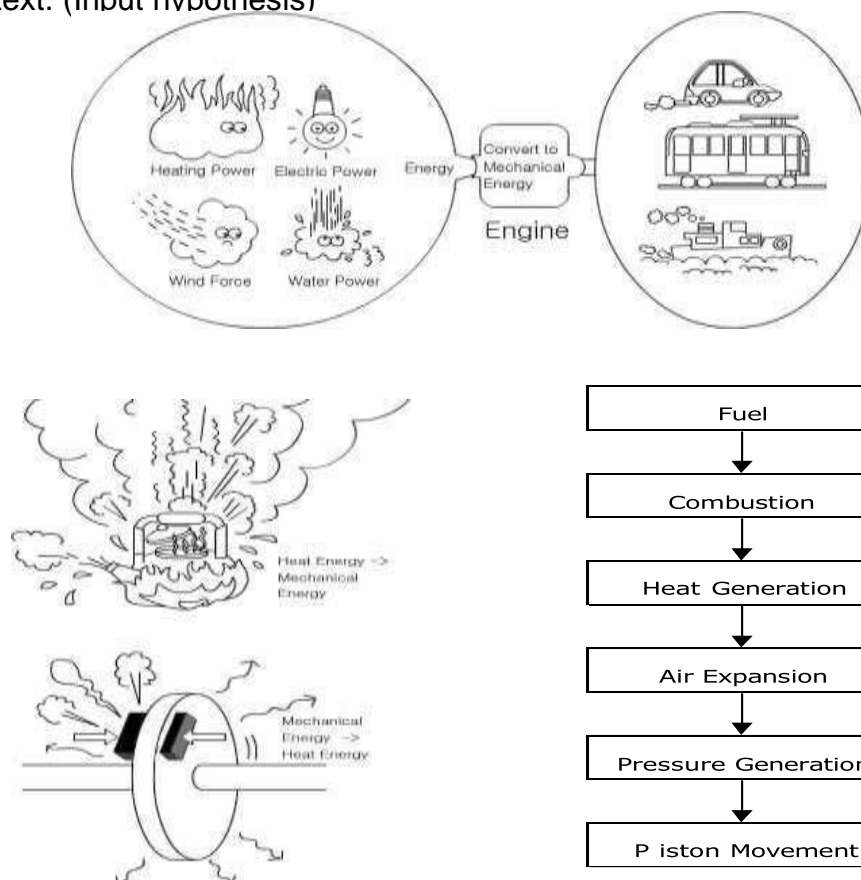 text: (Input hypothesis)
Heating Power
Electric Power
Energy
Convert to
Mechanical
Energy
Engine
Wind Force
Water Power
Heat Energy ->
Mechanical
Energy
Mechanical
Energy ->
Heat Energy
Fuel
Combustion
Heat Generation
Air Expansion
Pressure Generation
P iston Movement